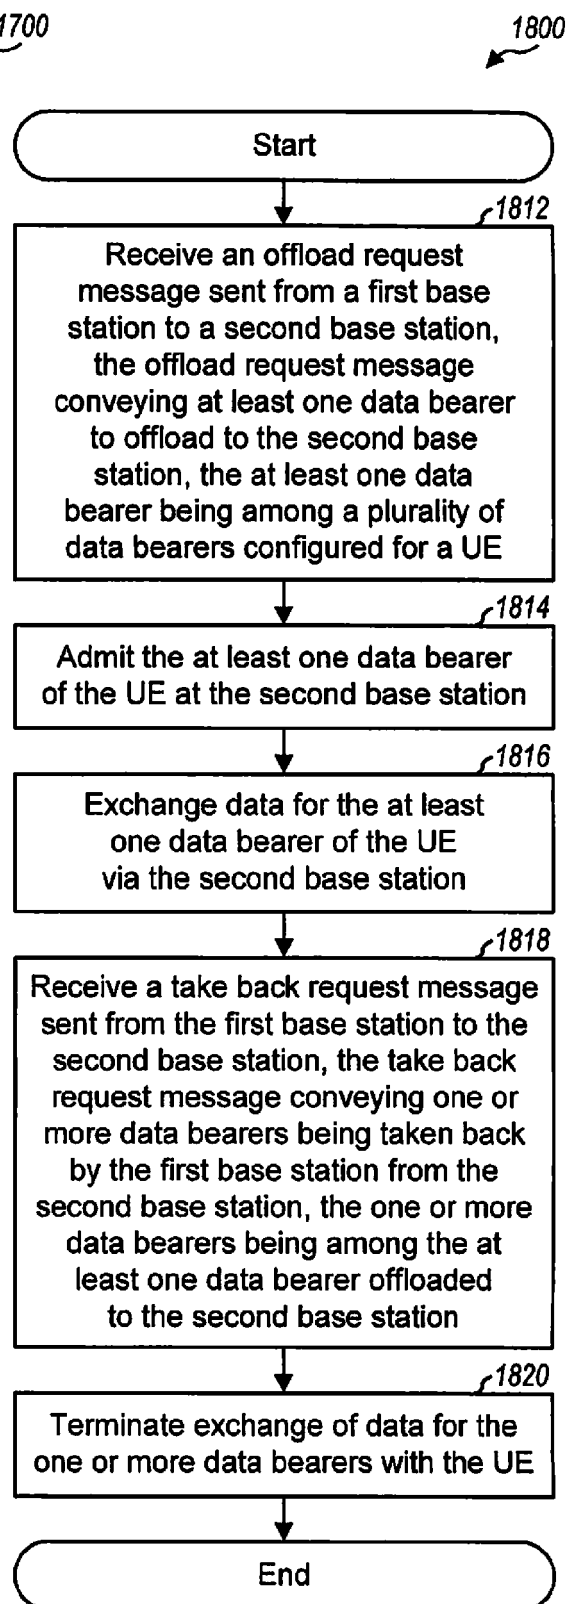 1700
1800
Start
1812
Receive an offload request
message sent from a first base
station to a second base station,
the offload request message
conveying at least one data bearer
to offload to the second base
station, the at least one data
bearer being among a plurality of
data bearers configured for a UE
1814
Admit the at least one data bearer
of the UE at the second base station
1816
Exchange data for the at least
one data bearer of the UE
via the second base station
1818
Receive a take back request message
sent from the first base station to the
second base station, the take back
request message conveying one or
more data bearers being taken back
by the first base station from the
second base station, the one or more
data bearers being among the at
least one data bearer offloaded
to the second base station
1820
Terminate exchange of data for the
one or more data bearers with the UE
End